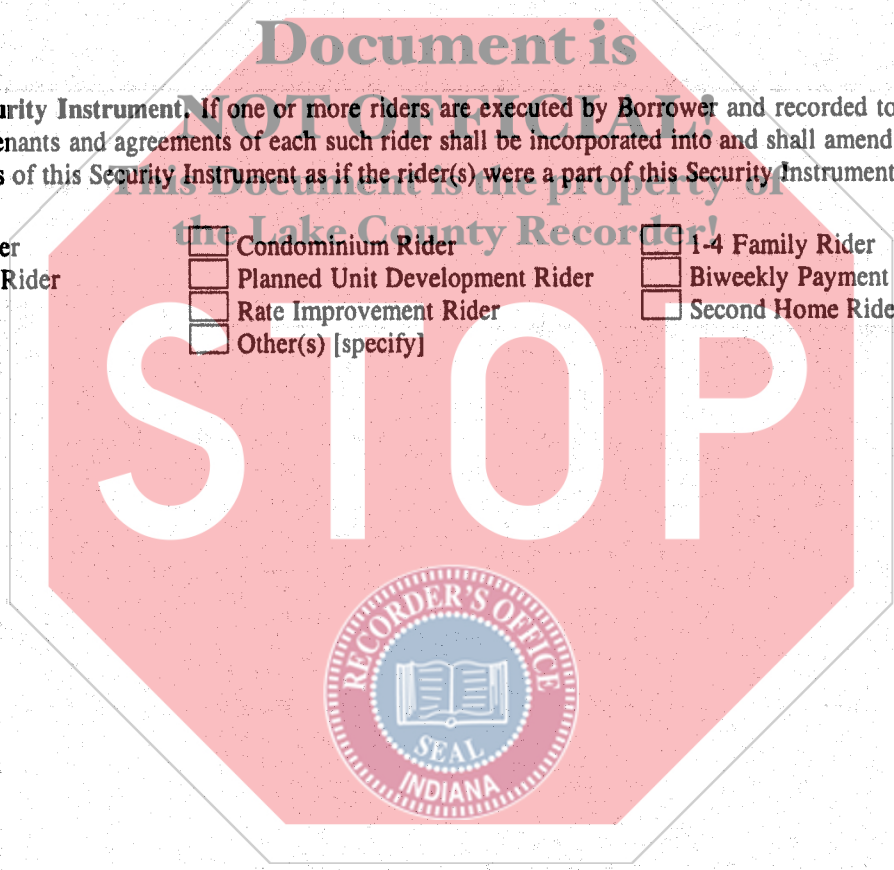 Document is
NOT OFFICIAL!
This Document is the property of
the Lake County Recorder!
urity Instrument. If one or more riders are executed by Borrower and recorded to
enants and agreements of each such rider shall be incorporated into and shall amend
s of this Security Instrument as if the rider(s) were a part of this Security Instrument
er
Condominium Rider
1-4 Family Rider
Rider
Planned Unit Development Rider
Biweekly Payment
Rate Improvement Rider
Second Home Ride
Other(s) [specify]
STOP
RECORDER'S OFFICE
SEAL
INDIANA